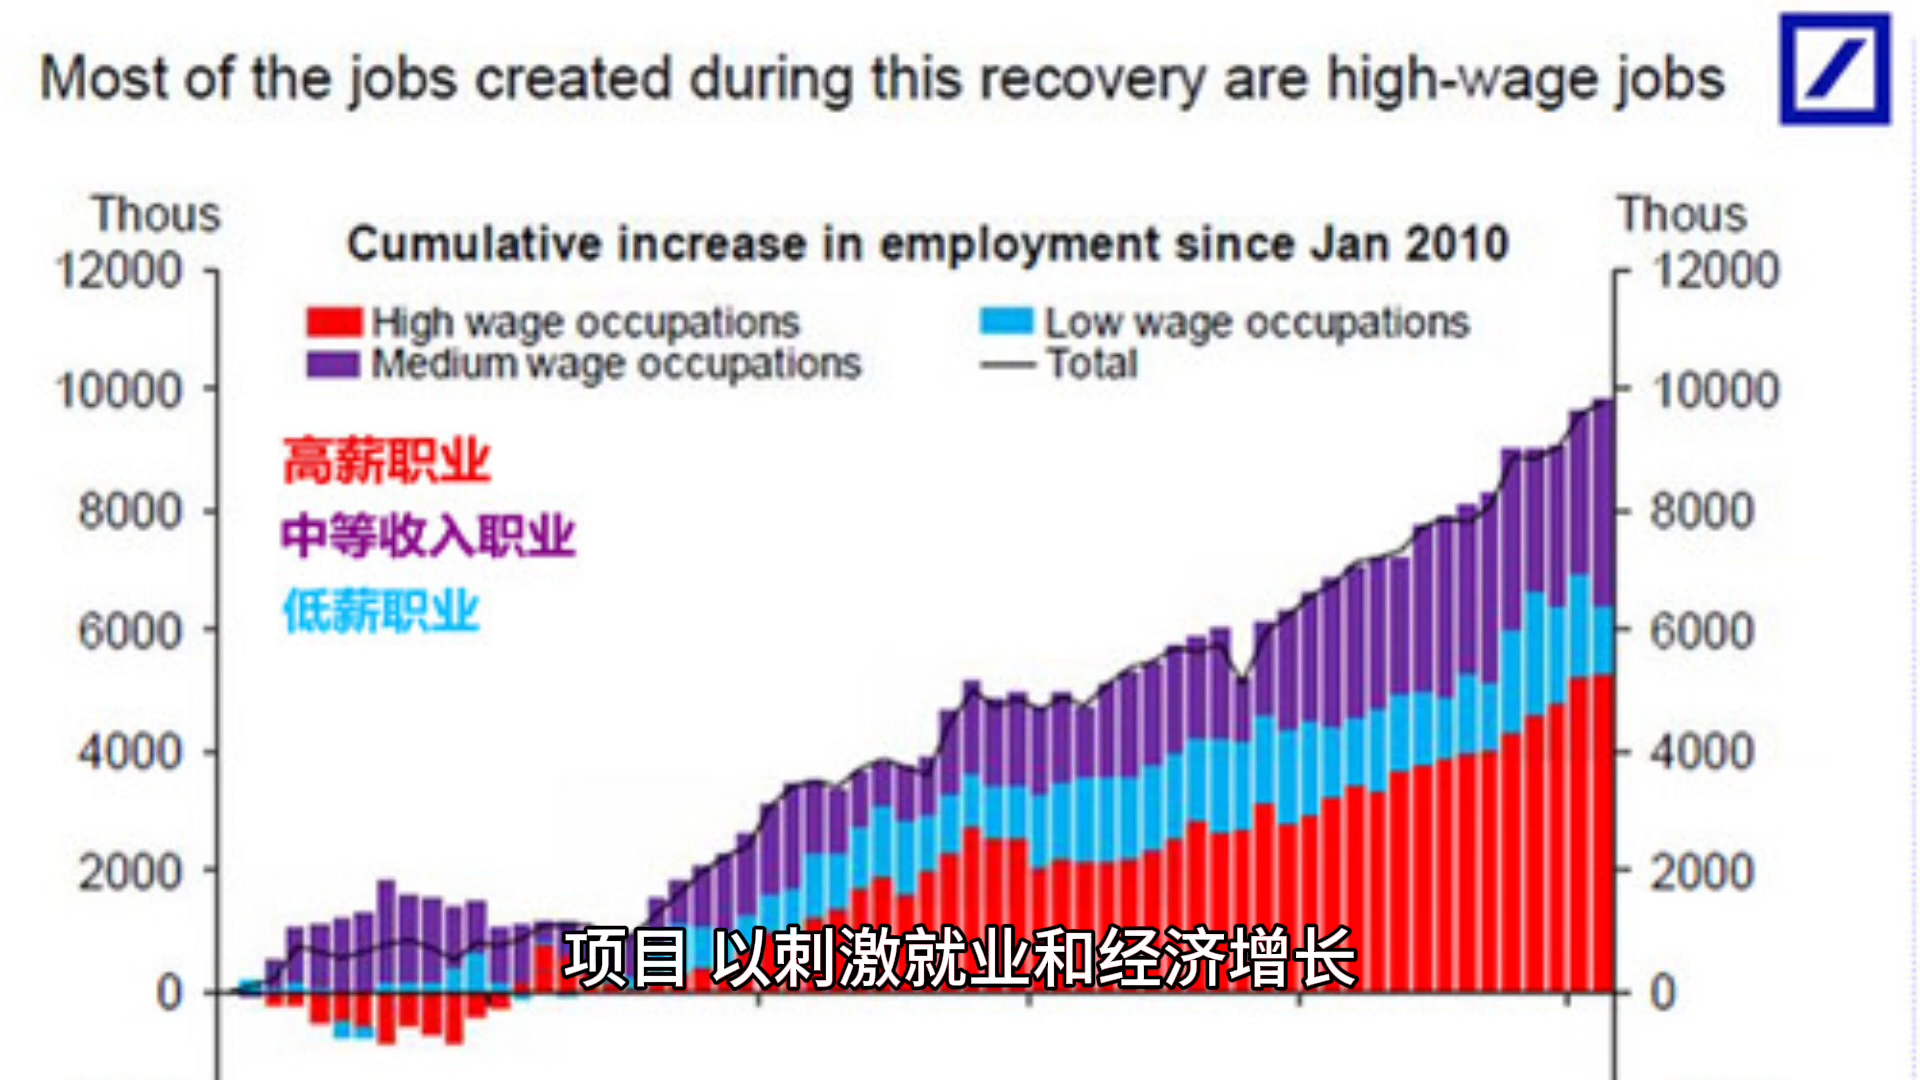 Most of the jobs created during this recovery are high-wage jobs
Thous
Thous
Cumulative increase in employment since Jan 2010
12000
12000
High wage occupations
Low wage occupations
Medium wage occupations
Total
10000
10000
高薪职业
8000
8000
中等收入职业
低薪职业
6000
6000
4000
4000
2000
2000
项目 以刺激就业和经济增长
0
0